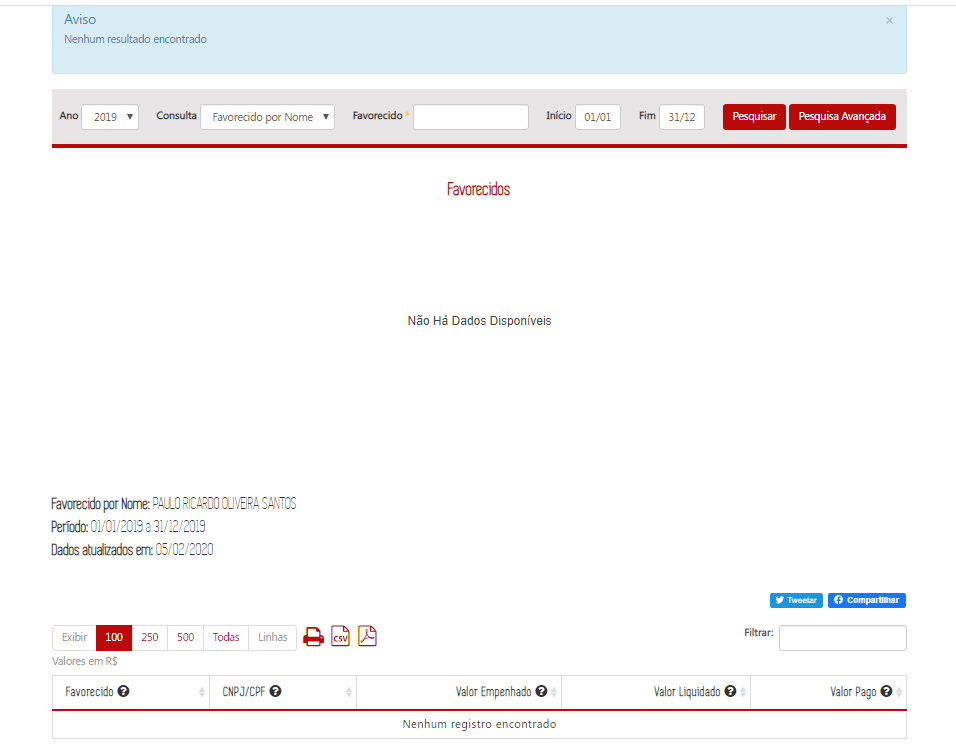 Aviso ×
Nenhum resultado encontrado
Ano 2019 Consulta Favorecido por Nome Favorecido * Início 01/01 Fim 31/12 Pesquisar Pesquisa Avançada
Favorecidos
Não Há Dados Disponíveis
Favorecido por Nome: PAULO RICARDO OLIVEIRA SANTOS
Período: 01/01/2019 a 31/12/2019
Dados atualizados em: 05/02/2020
Tweetar Compartilhar
Exibir 100 250 500 Todas Linhas CSV Filtrar:
Valores em R$
Favorecido ? CNPJ/CPF ? Valor Empenhado ? Valor Liquidado ? Valor Pago ?
Nenhum registro encontrado